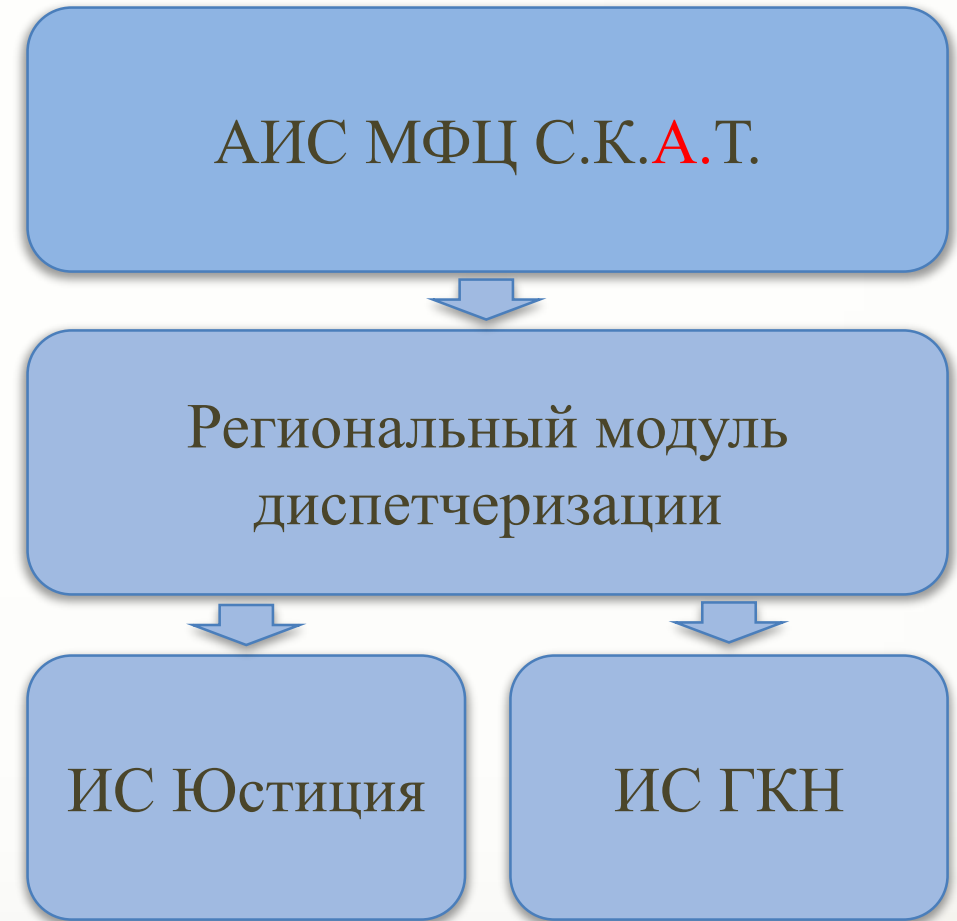 АИС МФЦ С.К.А.Т.
Региональный модуль
диспетчеризации
ИС Юстиция
ИС ГКН